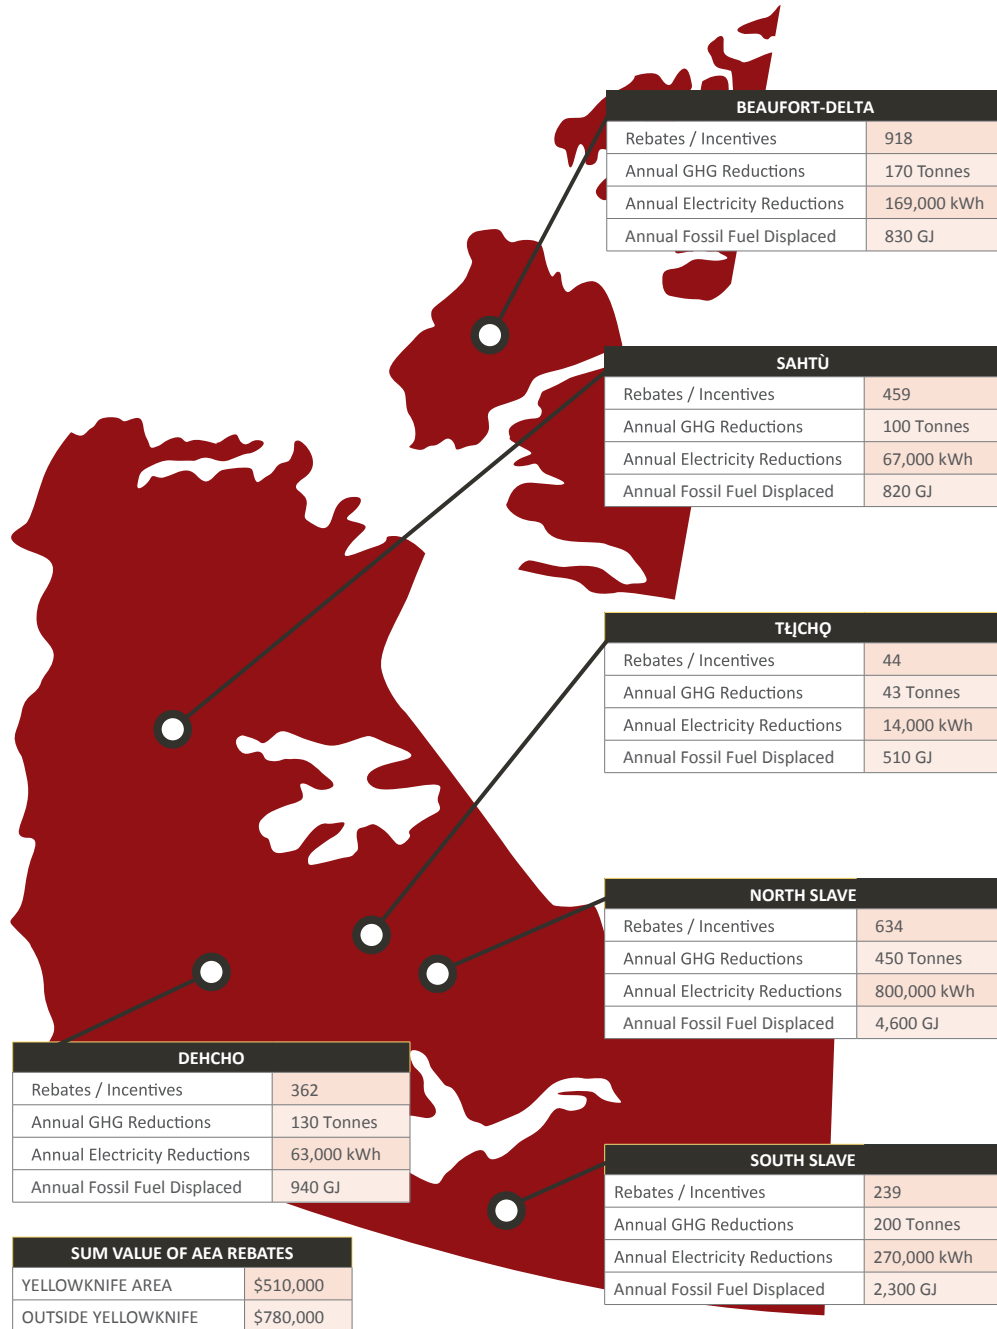 BEAUFORT-DELTA
Rebates / Incentives 918
Annual GHG Reductions 170 Tonnes
Annual Electricity Reductions 169,000 kWh
Annual Fossil Fuel Displaced 830 GJ
SAHTÙ
Rebates / Incentives 459
Annual GHG Reductions 100 Tonnes
Annual Electricity Reductions 67,000 kWh
Annual Fossil Fuel Displaced 820 GJ
TŁĮCHǪ
Rebates / Incentives 44
Annual GHG Reductions 43 Tonnes
Annual Electricity Reductions 14,000 kWh
Annual Fossil Fuel Displaced 510 GJ
NORTH SLAVE
Rebates / Incentives 634
Annual GHG Reductions 450 Tonnes
Annual Electricity Reductions 800,000 kWh
Annual Fossil Fuel Displaced 4,600 GJ
DEHCHO
Rebates / Incentives 362
Annual GHG Reductions 130 Tonnes
Annual Electricity Reductions 63,000 kWh
Annual Fossil Fuel Displaced 940 GJ
SOUTH SLAVE
Rebates / Incentives 239
Annual GHG Reductions 200 Tonnes
Annual Electricity Reductions 270,000 kWh
Annual Fossil Fuel Displaced 2,300 GJ
SUM VALUE OF AEA REBATES
YELLOWKNIFE AREA $510,000
OUTSIDE YELLOWKNIFE $780,000